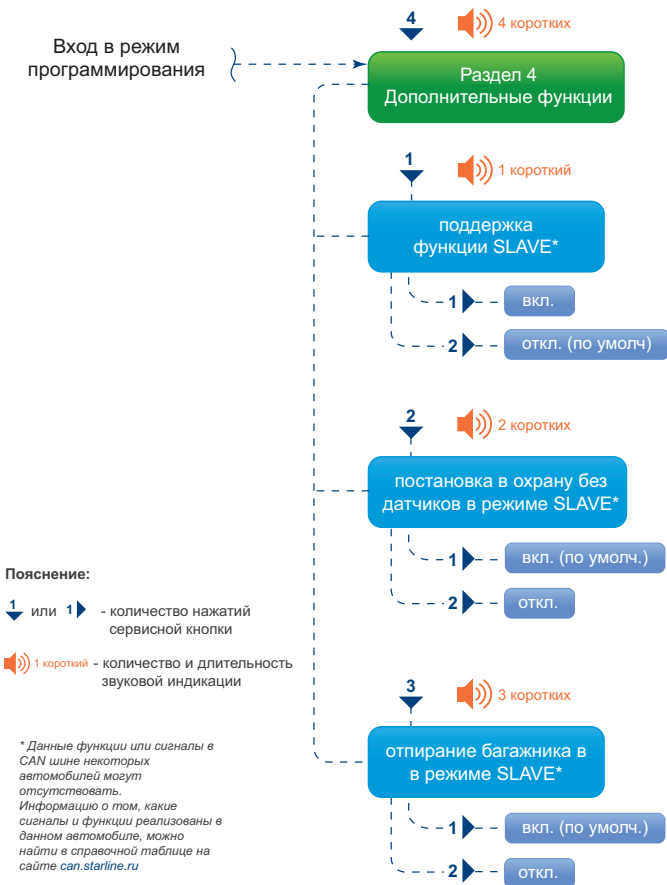 4
4 коротких
Вход в режим
программирования
Раздел 4
Дополнительные функции
1
1 короткий
поддержка
функции SLAVE*
1
вкл.
2
откл. (по умолч)
2
2 коротких
постановка в охрану без
датчиков в режиме SLAVE*
1
вкл. (по умолч.)
2
откл.
Пояснение:
1 или 1 - количество нажатий
сервисной кнопки
1 короткий - количество и длительность
звуковой индикации
3
3 коротких
отпирание багажника в
в режиме SLAVE*
1
вкл. (по умолч.)
2
откл.
* Данные функции или сигналы в
CAN шине некоторых
автомобилей могут
отсутствовать.
Информацию о том, какие
сигналы и функции реализованы в
данном автомобиле, можно
найти в справочной таблице на
сайте can.starline.ru